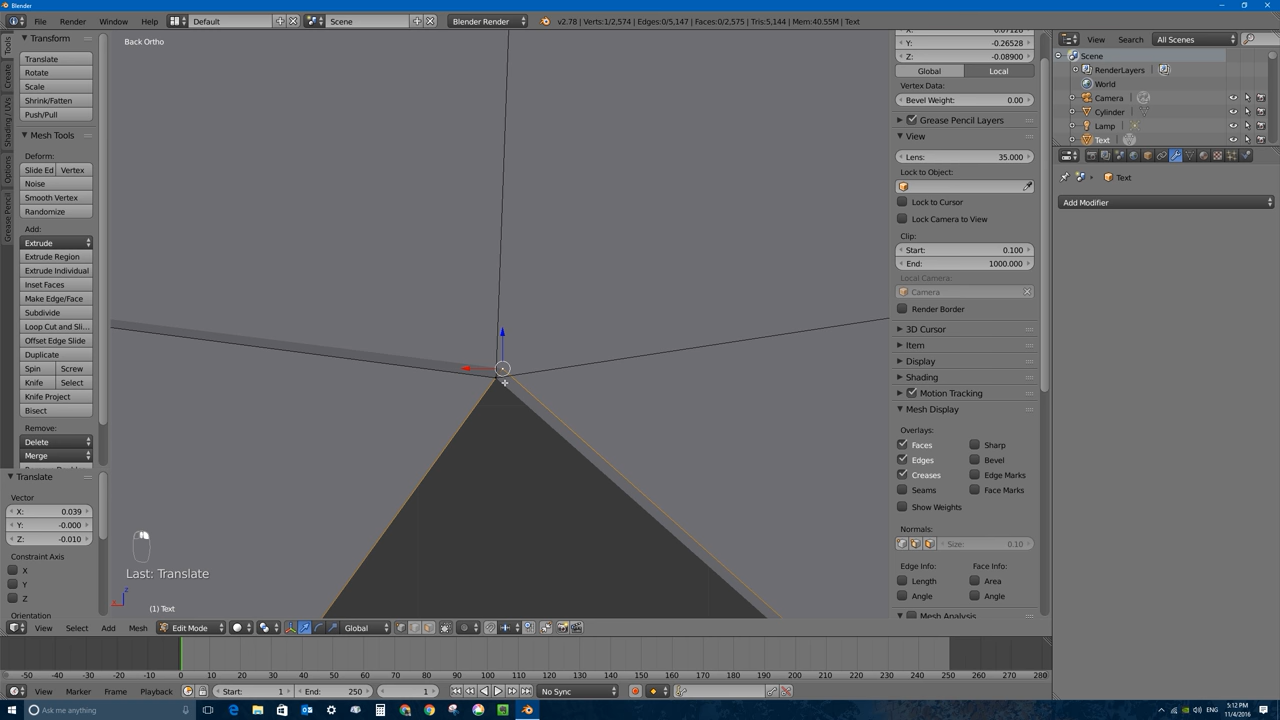 Blender
File Render Window Help Default Scene Blender Render v2.78 | Verts:1/2,574 | Edges:0/5,147 | Faces:0/2,575 | Tris:5,144 | Mem:40.55M | Text
Tools
Create
Shading / UVs
Options
Grease Pencil
Transform
Translate
Rotate
Scale
Shrink/Fatten
Push/Pull
Mesh Tools
Deform:
Slide Ed Vertex
Noise
Smooth Vertex
Randomize
Add:
Extrude
Extrude Region
Extrude Individual
Inset Faces
Make Edge/Face
Subdivide
Loop Cut and Sli...
Offset Edge Slide
Duplicate
Spin Screw
Knife Select
Knife Project
Bisect
Remove:
Delete
Merge
Translate
Vector
X: 0.039
Y: -0.000
Z: -0.010
Constraint Axis
X
Y
Z
Orientation
Back Ortho
Last: Translate
(1) Text
Y: -0.26528
Z: -0.08900
Global Local
Vertex Data:
Bevel Weight: 0.00
Grease Pencil Layers
View
Lens: 35.000
Lock to Object:
Lock to Cursor
Lock Camera to View
Clip:
Start: 0.100
End: 1000.000
Local Camera:
Camera
Render Border
3D Cursor
Item
Display
Shading
Motion Tracking
Mesh Display
Overlays:
Faces Sharp
Edges Bevel
Creases Edge Marks
Seams Face Marks
Show Weights
Normals:
Size: 0.10
Edge Info: Face Info:
Length Area
Angle Angle
Mesh Analysis
View Search All Scenes
Scene
RenderLayers
World
Camera
Cylinder
Lamp
Text
Text
Add Modifier
View Select Add Mesh Edit Mode Global
-50 -40 -30 -20 -10 0 10 20 30 40 50 60 70 80 90 100 110 120 130 140 150 160 170 180 190 200 210 220 230 240 250 260 270 280
View Marker Frame Playback Start: 1 End: 250 1 No Sync
Ask me anything
5:12 PM
11/4/2016